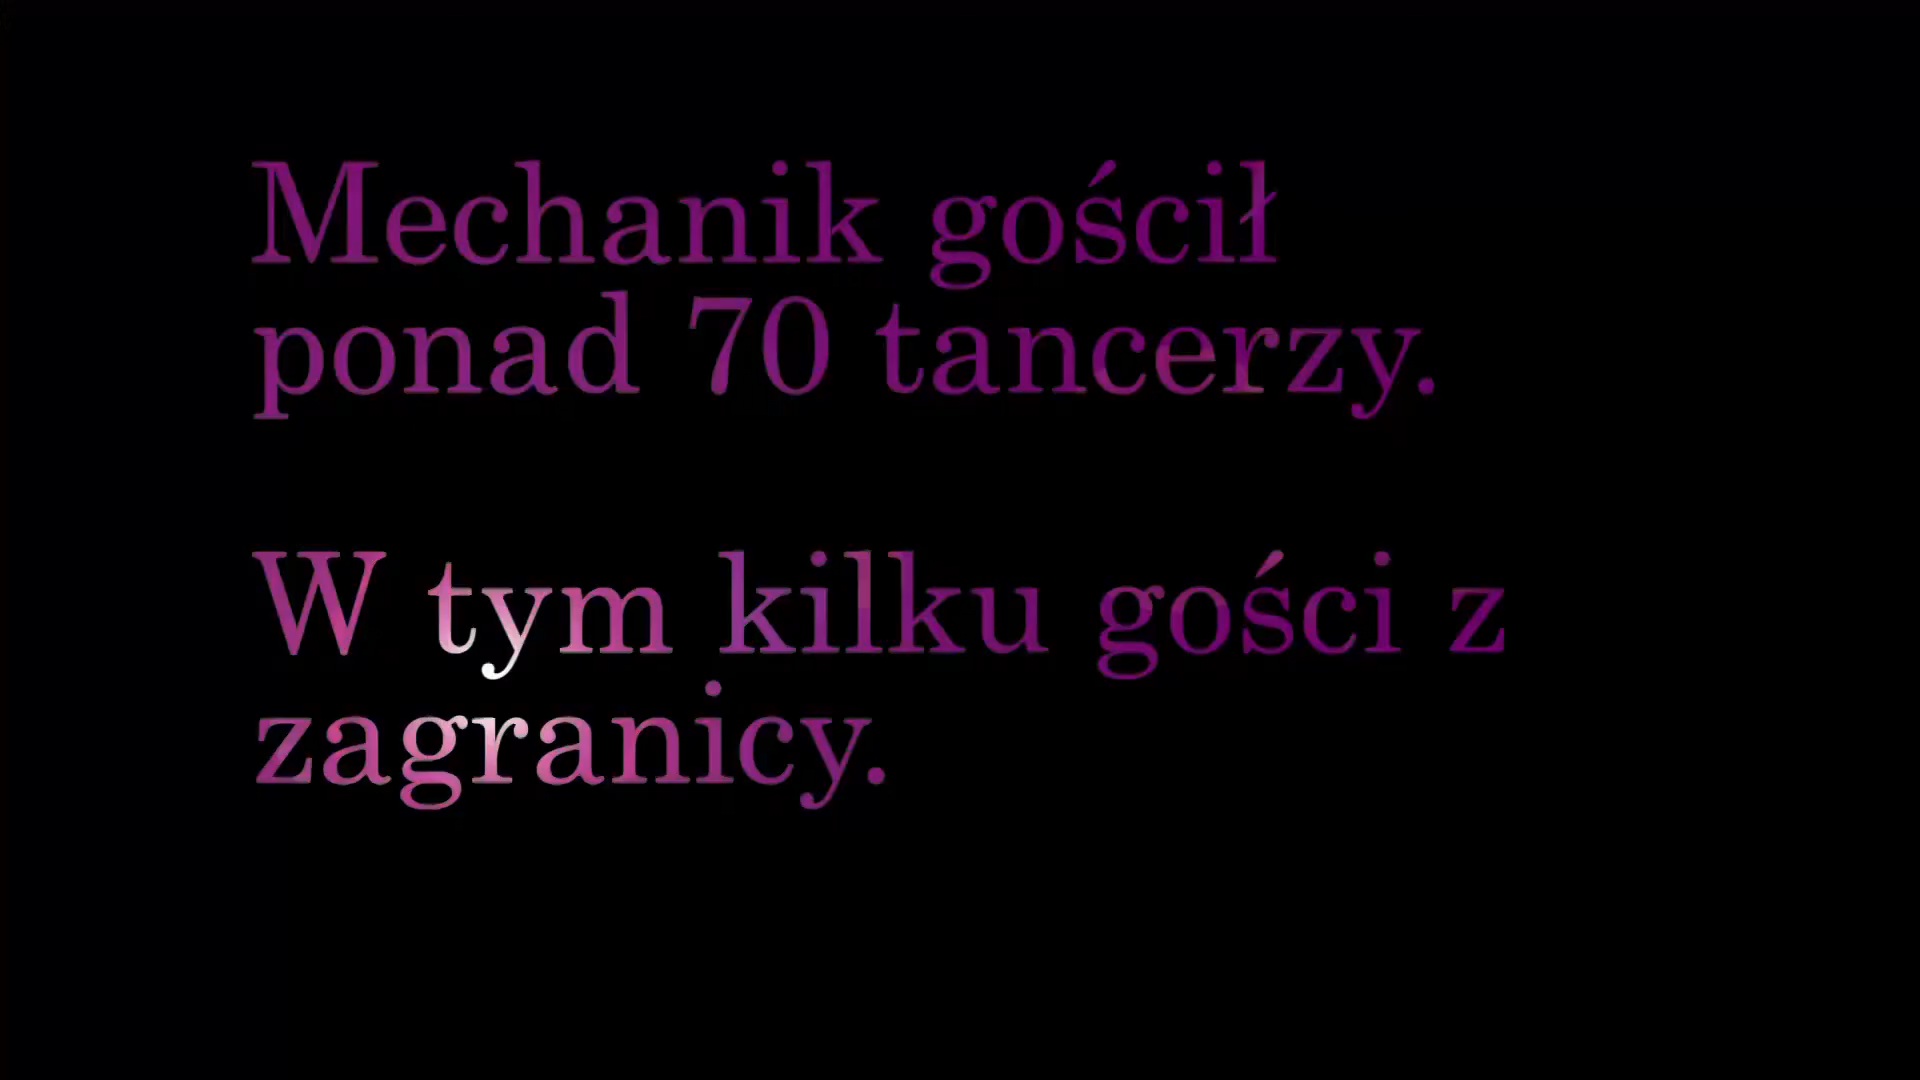 Mechanik gościł
ponad 70 tancerzy.
W tym kilku gości z
zagranicy.